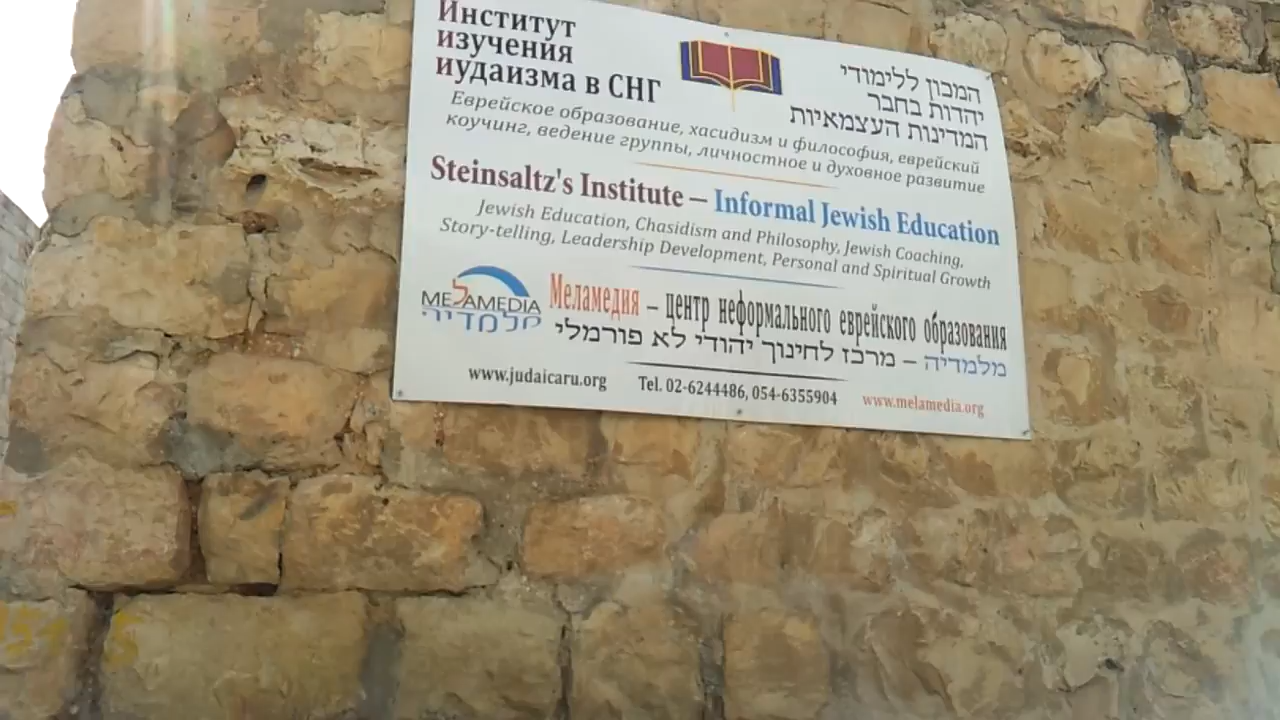 Институт
изучения
иудаизма в СНГ
המכון ללימודי
יהדות בחבר
המדינות העצמאיות
Еврейское образование, хасидизм и философия, еврейский
коучинг, ведение группы, личностное и духовное развитие
Steinsaltz's Institute – Informal Jewish Education
Jewish Education, Chasidism and Philosophy, Jewish Coaching,
Story-telling, Leadership Development, Personal and Spiritual Growth
MELAMEDIA
מלמדיי
Меламедия – центр неформального еврейского образования
מלמדיה – מרכז לחינוך יהודי לא פורמלי
www.judaicaru.org Tel. 02-6244486, 054-6355904 www.melamedia.org